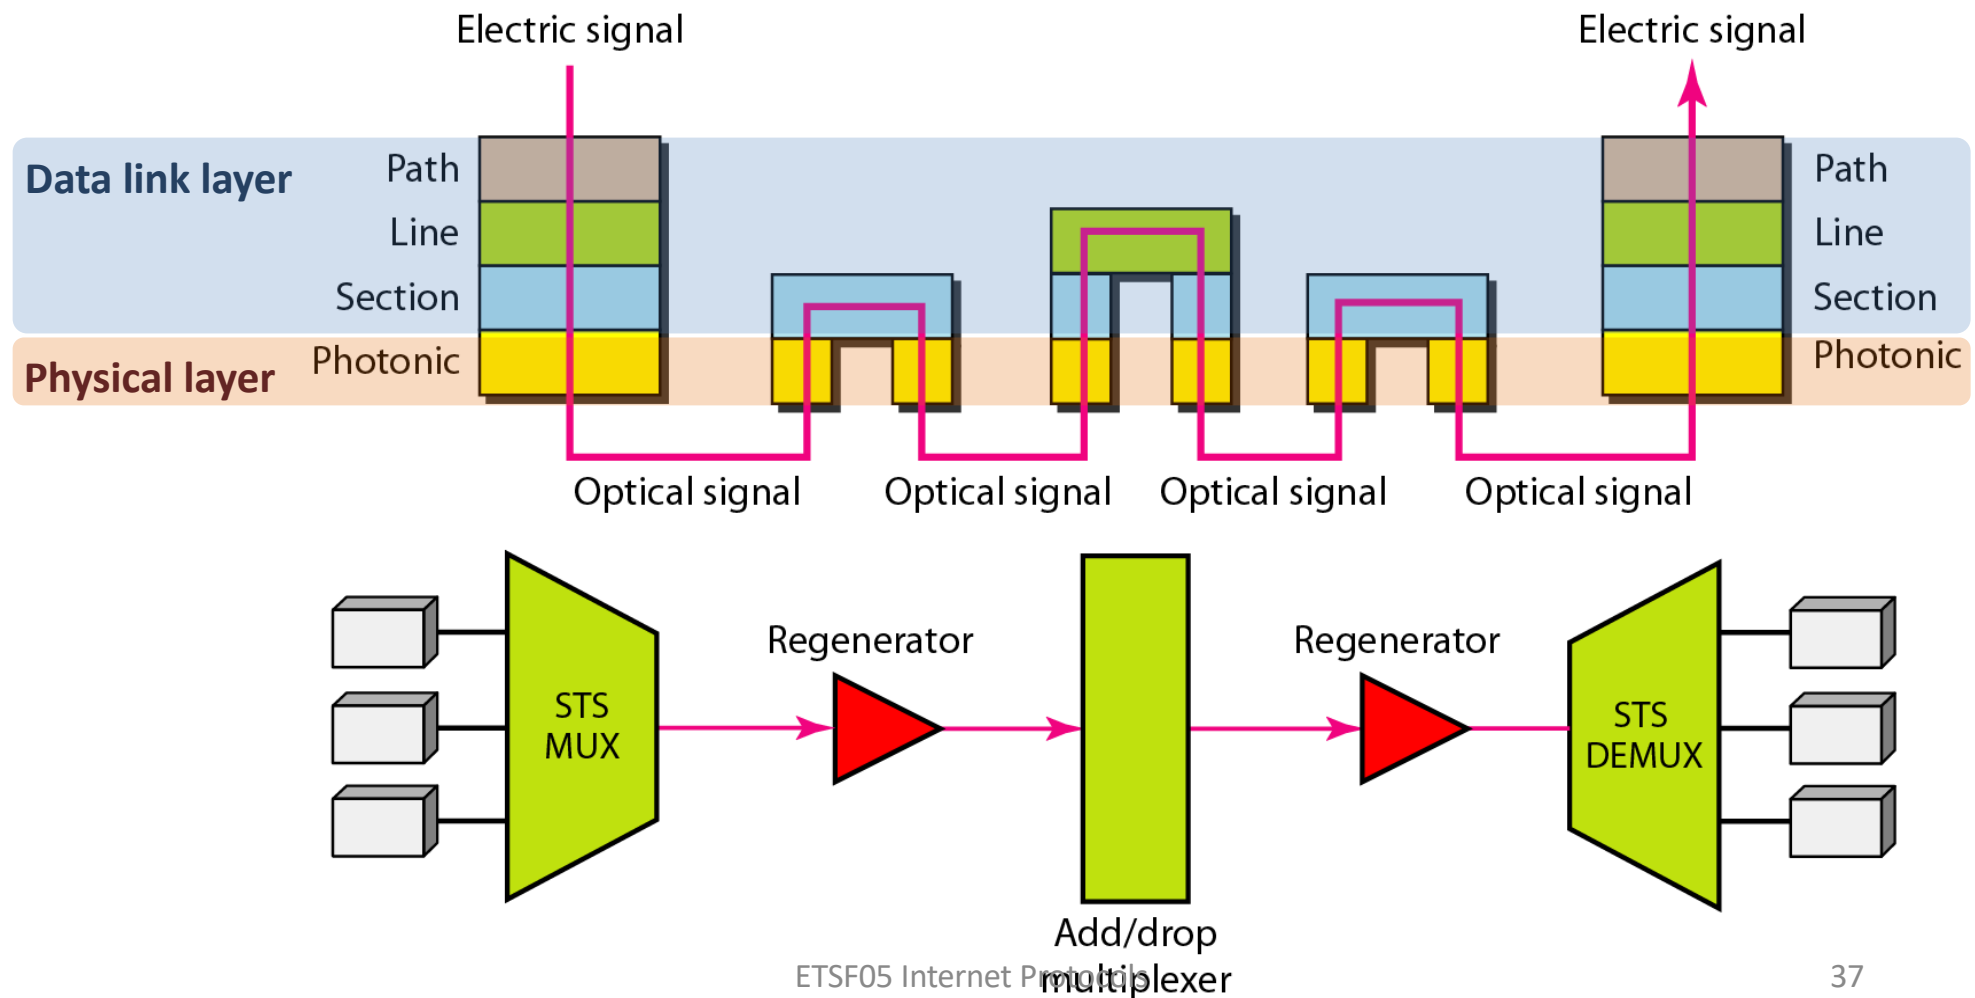 Electric signal
Electric signal
Data link layer
Path
Path
Line
Line
Section
Section
Physical layer
Photonic
Photonic
Optical signal
Optical signal
Optical signal
Optical signal
Regenerator
Regenerator
STS
MUX
STS
DEMUX
Add/drop
multiplexer
ETSF05 Internet Protocols
37